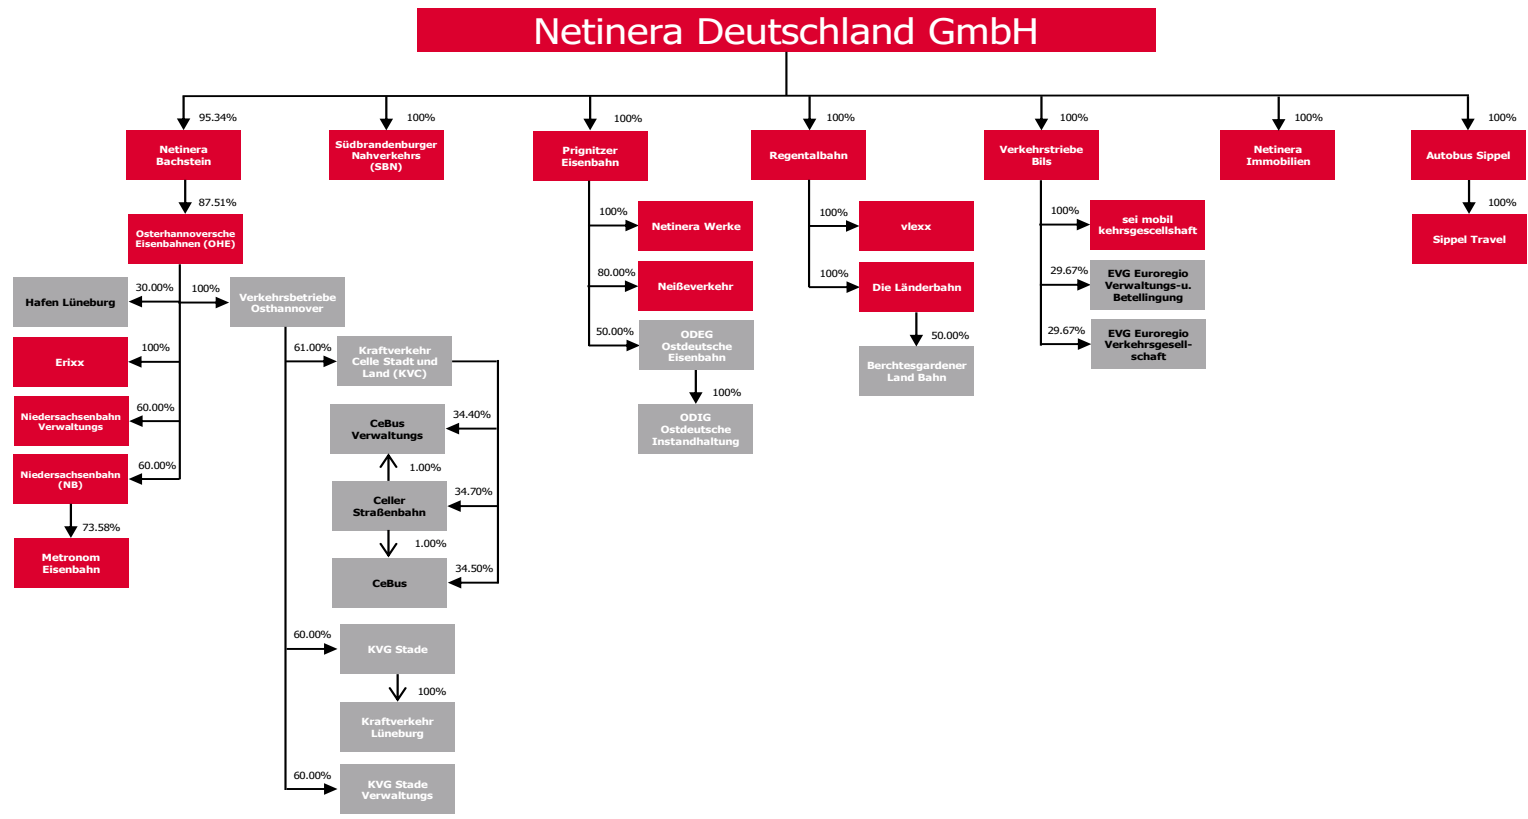 Netinera Deutschland GmbH
95.34%
100%
100%
100%
100%
100%
100%
Netinera
Bachstein
Südbrandenburger
Nahverkehrs
(SBN)
Prignitzer
Eisenbahn
Regentalbahn
Verkehrstriebe
Bils
Netinera
Immobilien
Autobus Sippel
87.51%
Osterhannoversche
Eisenbahnen (OHE)
30.00%
Hafen Lüneburg
100%
Verkehrsbetriebe
Osthannover
100%
Erixx
60.00%
Niedersachsenbahn
Verwaltungs
60.00%
Niedersachsenbahn
(NB)
73.58%
Metronom
Eisenbahn
61.00%
Kraftverkehr
Celle Stadt und
Land (KVC)
34.40%
CeBus
Verwaltungs
1.00%
34.70%
Celler
Straßenbahn
1.00%
34.50%
CeBus
60.00%
KVG Stade
100%
Kraftverkehr
Lüneburg
60.00%
KVG Stade
Verwaltungs
100%
Netinera Werke
80.00%
Neißeverkehr
50.00%
ODEG
Ostdeutsche
Eisenbahn
100%
ODIG
Ostdeutsche
Instandhaltung
100%
vlexx
100%
Die Länderbahn
50.00%
Berchtesgardener
Land Bahn
100%
sei mobil
kehrsgescellshaft
29.67%
EVG Euroregio
Verwaltungs-u.
Betellingung
29.67%
EVG Euroregio
Verkehrsgesell-
schaft
100%
Sippel Travel